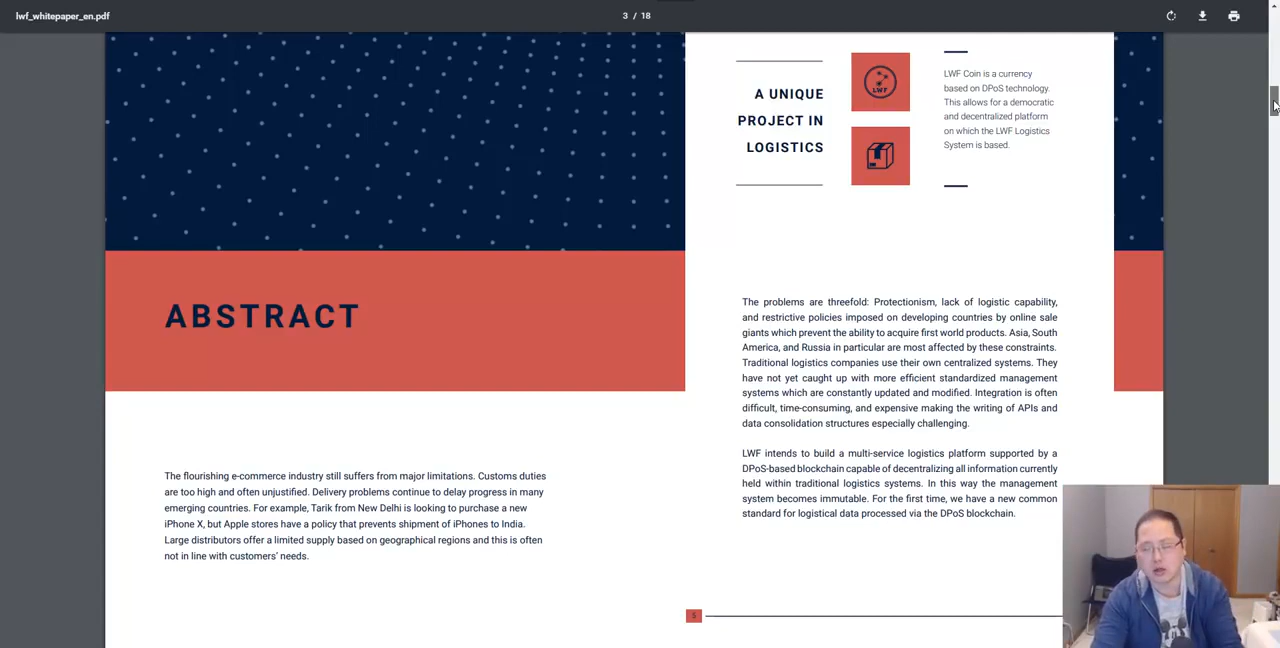 lwf_whitepaper_en.pdf
3 / 18
A UNIQUE
PROJECT IN
LOGISTICS
LWF
LWF Coin is a currency
based on DPoS technology.
This allows for a democratic
and decentralized platform
on which the LWF Logistics
System is based.
ABSTRACT
The flourishing e-commerce industry still suffers from major limitations. Customs duties
are too high and often unjustified. Delivery problems continue to delay progress in many
emerging countries. For example, Tarik from New Delhi is looking to purchase a new
iPhone X, but Apple stores have a policy that prevents shipment of iPhones to India.
Large distributors offer a limited supply based on geographical regions and this is often
not in line with customers' needs.
The problems are threefold: Protectionism, lack of logistic capability,
and restrictive policies imposed on developing countries by online sale
giants which prevent the ability to acquire first world products. Asia, South
America, and Russia in particular are most affected by these constraints.
Traditional logistics companies use their own centralized systems. They
have not yet caught up with more efficient standardized management
systems which are constantly updated and modified. Integration is often
difficult, time-consuming, and expensive making the writing of APIs and
data consolidation structures especially challenging.
LWF intends to build a multi-service logistics platform supported by a
DPoS-based blockchain capable of decentralizing all information currently
held within traditional logistics systems. In this way the management
system becomes immutable. For the first time, we have a new common
standard for logistical data processed via the DPoS blockchain.
5